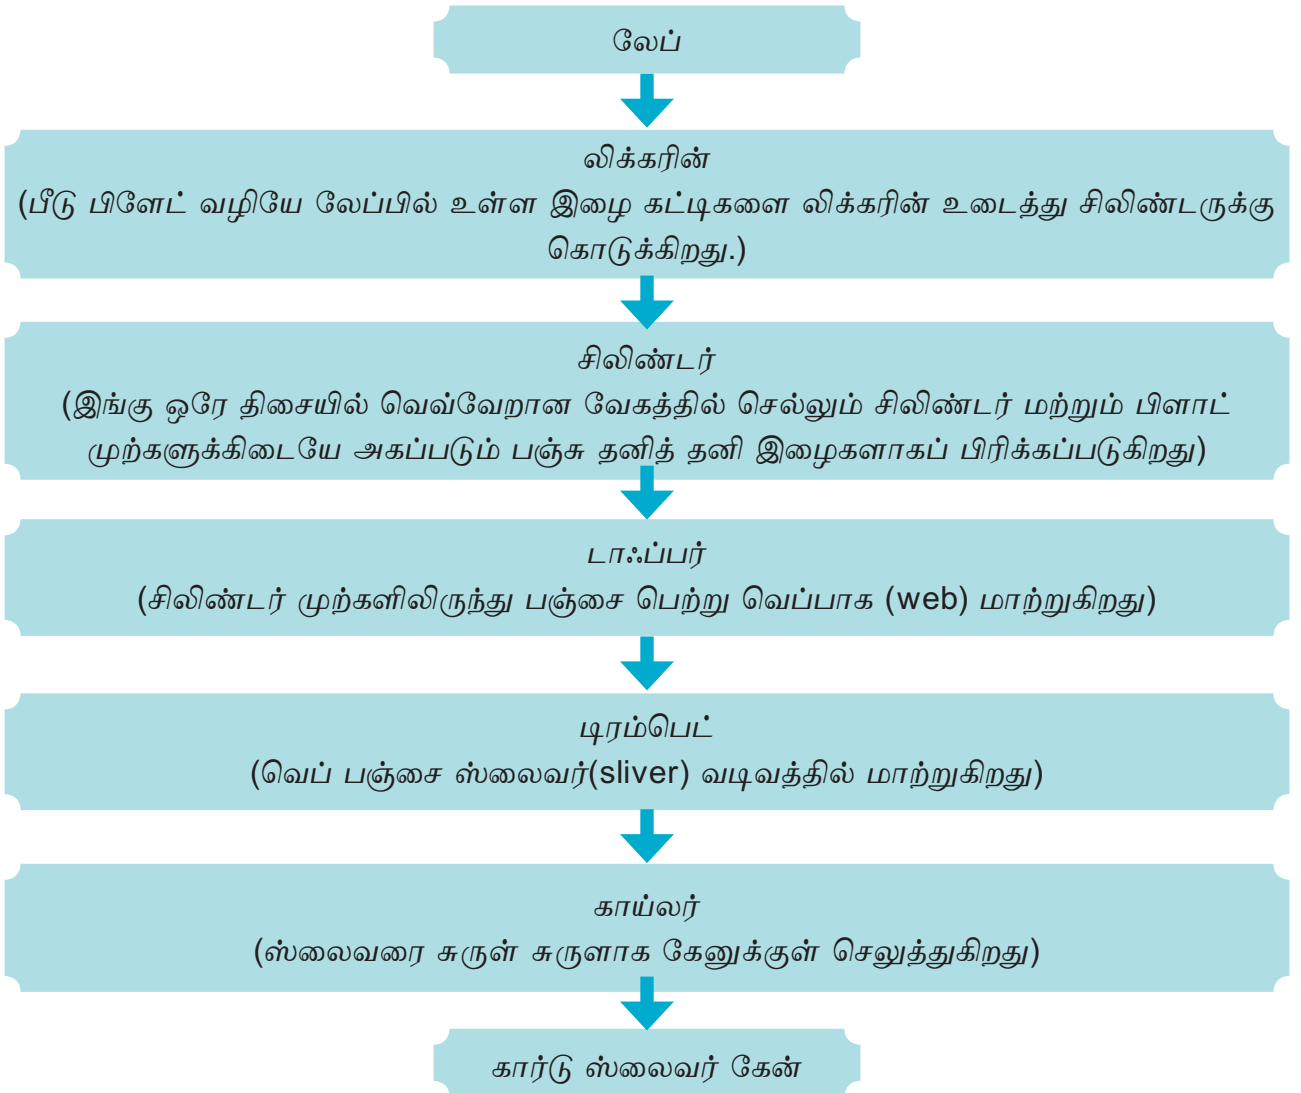 லேப்
லிக்கரின்
(பீடு பிளேட் வழியே லேப்பில் உள்ள இழை கட்டிகளை லிக்கரின் உடைத்து சிலிண்டருக்கு
கொடுக்கிறது.)
சிலிண்டர்
(இங்கு ஒரே திசையில் வெவ்வேறான வேகத்தில் செல்லும் சிலிண்டர் மற்றும் பிளாட்
முற்களுக்கிடையே அகப்படும் பஞ்சு தனித் தனி இழைகளாகப் பிரிக்கப்படுகிறது)
டாஃப்பர்
(சிலிண்டர் முற்களிலிருந்து பஞ்சை பெற்று வெப்பாக (web) மாற்றுகிறது)
டிரம்பெட்
(வெப் பஞ்சை ஸ்லைவர்(sliver) வடிவத்தில் மாற்றுகிறது)
காய்லர்
(ஸ்லைவரை சுருள் சுருளாக கேனுக்குள் செலுத்துகிறது)
கார்டு ஸ்லைவர் கேன்